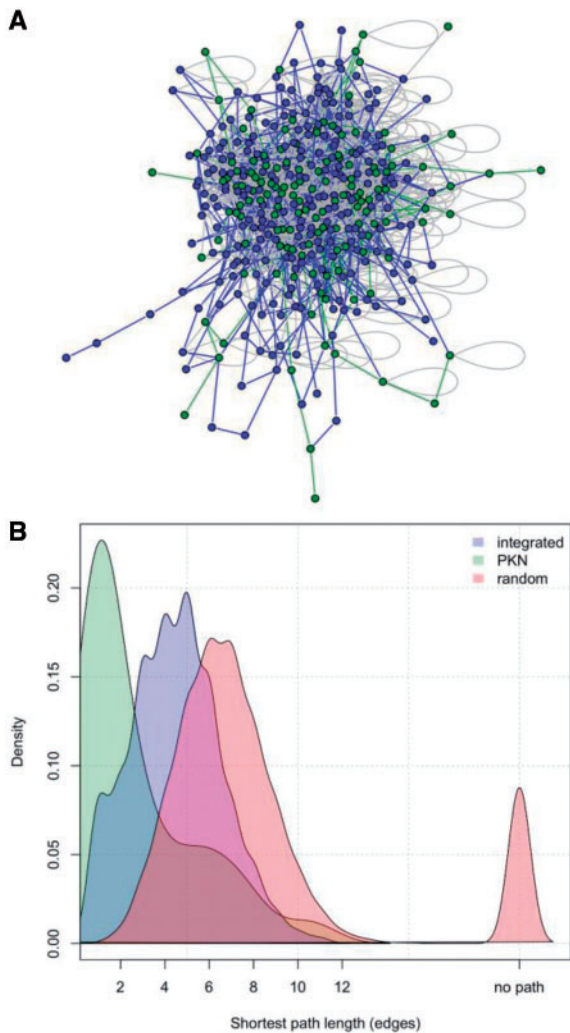 A
B
integrated
PKN
random
Density
0.20
0.15
0.10
0.05
0.00
2 4 6 8 10 12 no path
Shortest path length (edges)